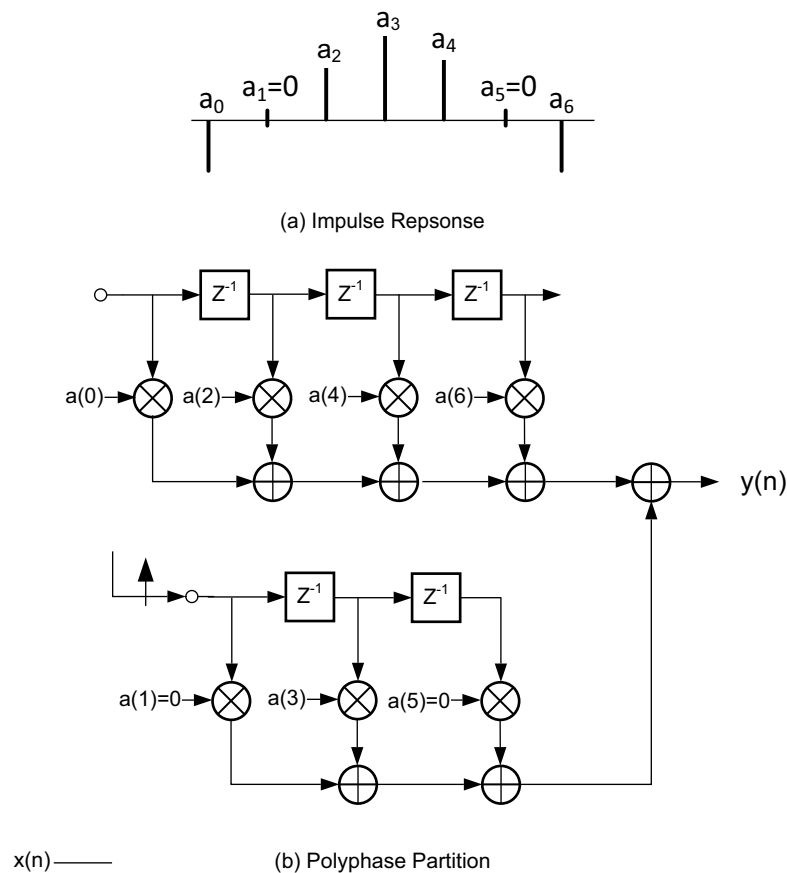 a₃
a₂ a₄
a₁=0 a₅=0
a₀ a₆
(a) Impulse Repsonse
Z⁻¹ Z⁻¹ Z⁻¹
a(0) a(2) a(4) a(6)
y(n)
Z⁻¹ Z⁻¹
a(1)=0 a(3) a(5)=0
x(n) (b) Polyphase Partition